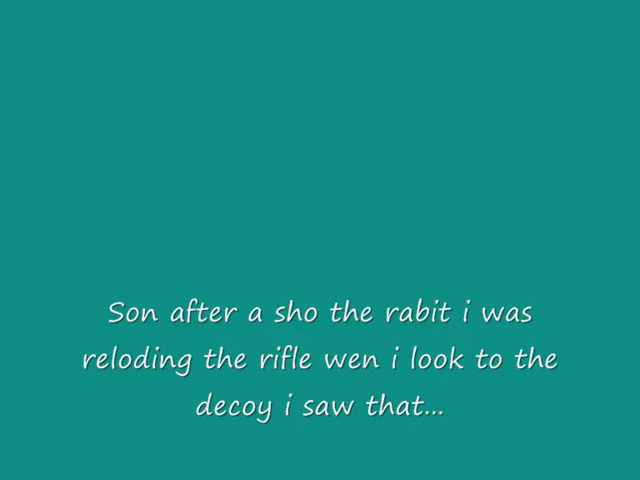 Son after a sho the rabit i was
reloding the rifle wen i look to the
decoy i saw that...